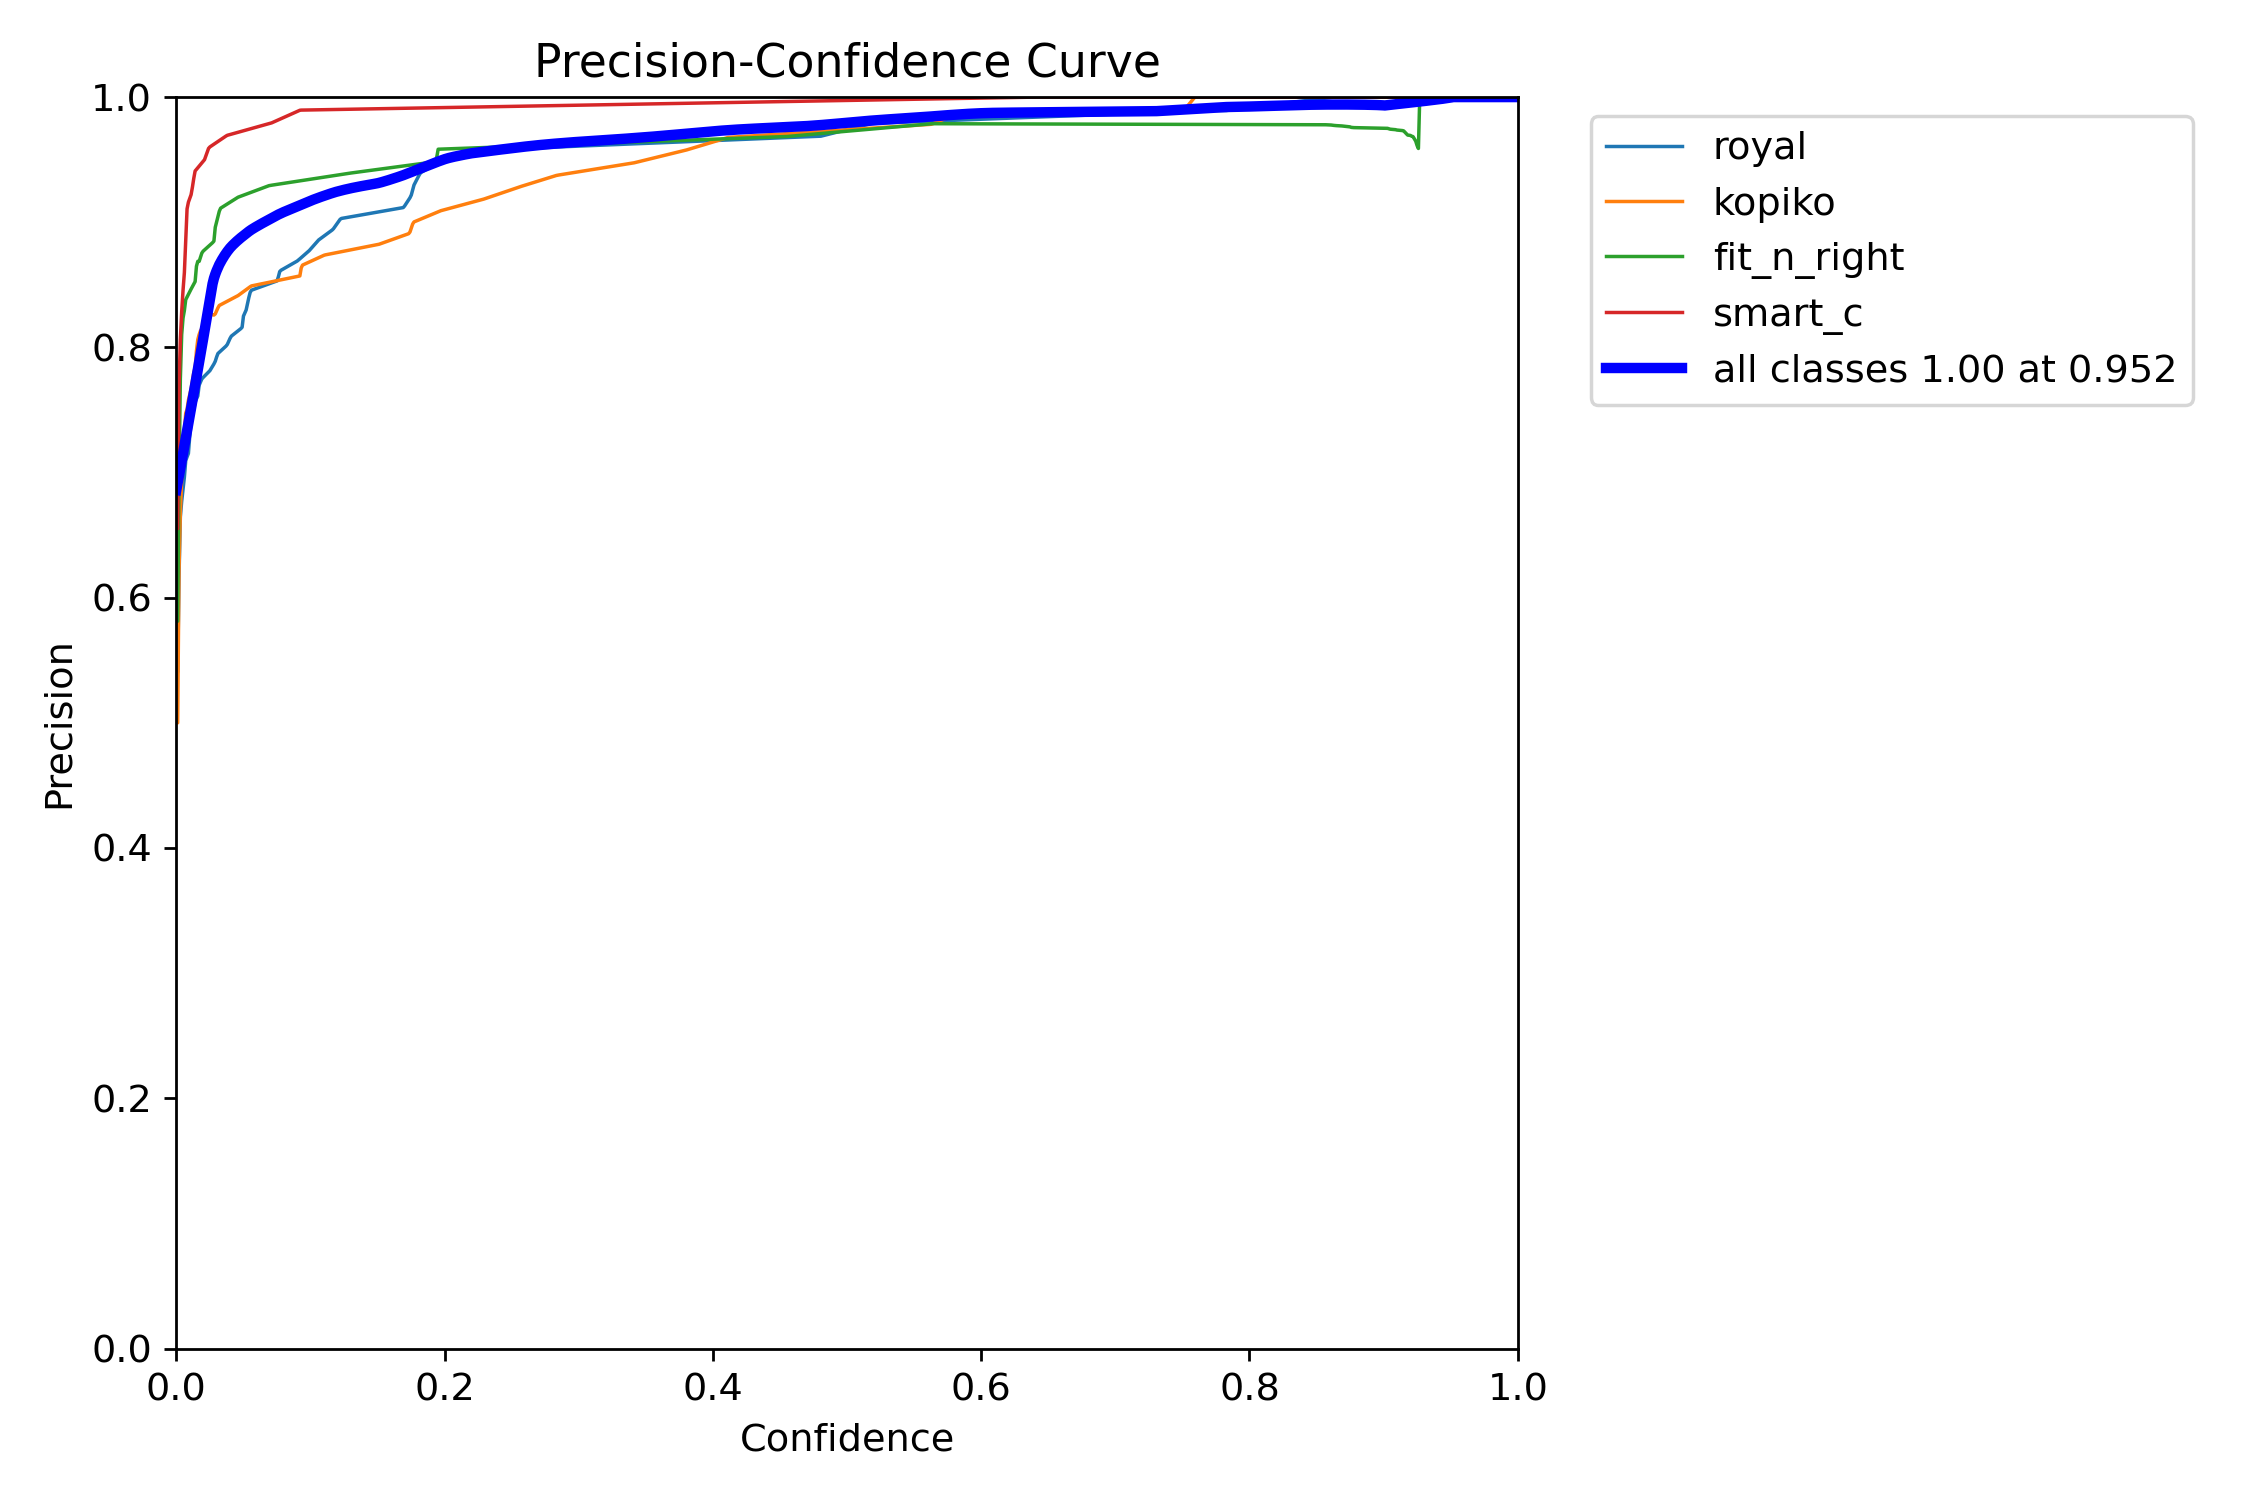 Precision-Confidence Curve
1.0
0.8
0.6
0.4
0.2
0.0
Precision
0.0 0.2 0.4 0.6 0.8 1.0
Confidence
royal
kopiko
fit_n_right
smart_c
all classes 1.00 at 0.952